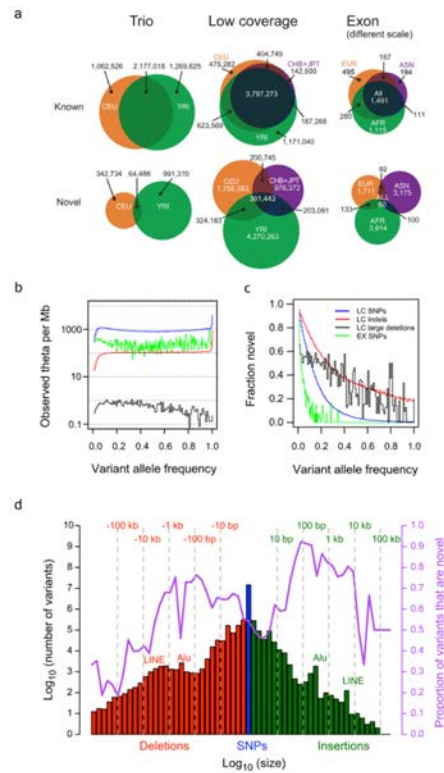 a
Trio
Low coverage
Exon
(different scale)
Known
1,062,526
2,177,018
1,269,625
CEU
YRI
CEU
475,282
404,749
CHB+JPT
142,500
3,797,273
623,569
187,268
YRI
1,171,040
167
EUR
495
ASN
194
All
1,491
280
111
AFR
1,115
Novel
342,734
64,486
991,310
CEU
YRI
200,745
CEU
CHB+JPT
976,372
361,443
324,183
203,091
YRI
92
EUR
1,711
ASN
3,175
ALL
50
133
100
AFR
b
Observed theta per Mb
1000
10
0.1
0.0
0.2
0.4
0.6
0.8
1.0
Variant allele frequency
c
Fraction novel
1.0
0.8
0.6
0.4
0.2
0.0
LC SNPs
LC Indels
LC large deletions
EX SNPs
0.0
0.2
0.4
0.6
0.8
1.0
Variant allele frequency
d
-100 kb
-1 kb
-10 bp
100 bp
10 kb
-10 kb
-100 bp
10 bp
1 kb
100 kb
Log10 (number of variants)
10
9
8
7
6
5
4
3
2
1
0
LINE
Alu
Alu
LINE
Proportion of variants that are novel
1.0
0.9
0.8
0.7
0.6
0.5
0.4
0.3
0.2
0.1
0.0
Deletions
SNPs
Insertions
Log10 (size)